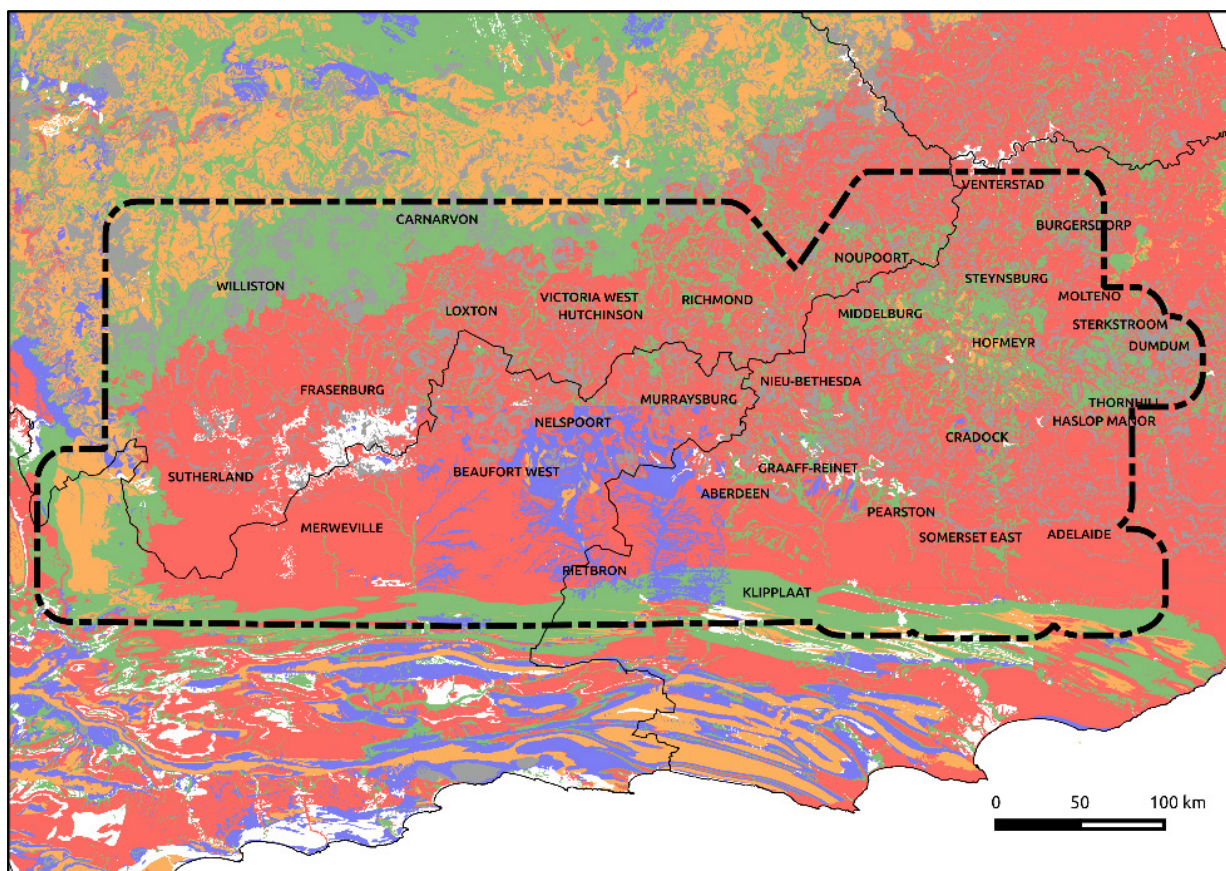 VENTERSTAD
CARNARVON
BURGERSDORP
NOUPOORT
STEYNSBURG
WILLISTON
MOLTENO
VICTORIA WEST
RICHMOND
LOXTON
HUTCHINSON
MIDDELBURG
STERKSTROOM
HOFMEYR
DUMDUM
NIEU-BETHESDA
FRASERBURG
MURRAYSBURG
THORNHILL
NELSPOORT
HASLOP MANOR
CRADOCK
BEAUFORT WEST
GRAAFF-REINET
SUTHERLAND
ABERDEEN
PEARSTON
MERWEVILLE
SOMERSET EAST
ADELAIDE
RIETBRON
KLIPPLAAT
0 50 100 km